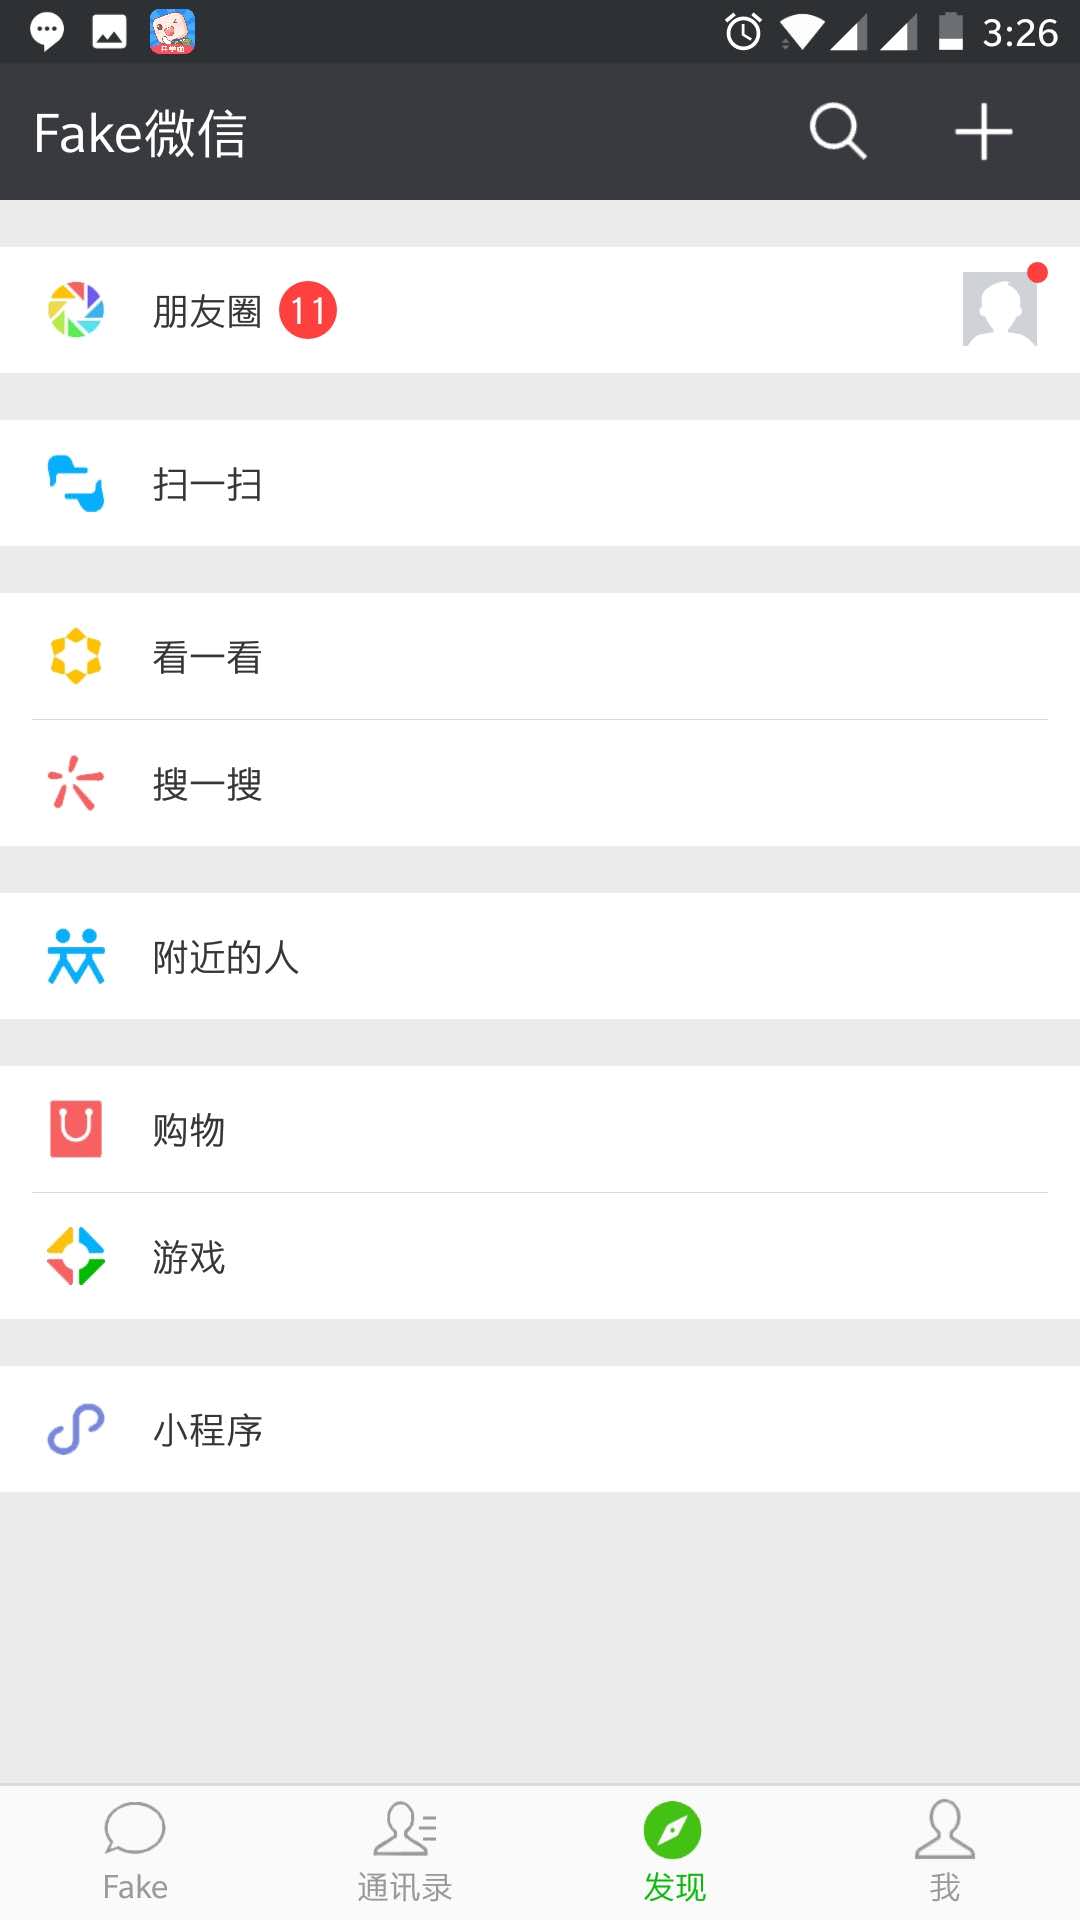 3:26
Fake微信
朋友圈 11
扫一扫
看一看
搜一搜
附近的人
购物
游戏
小程序
Fake 通讯录 发现 我